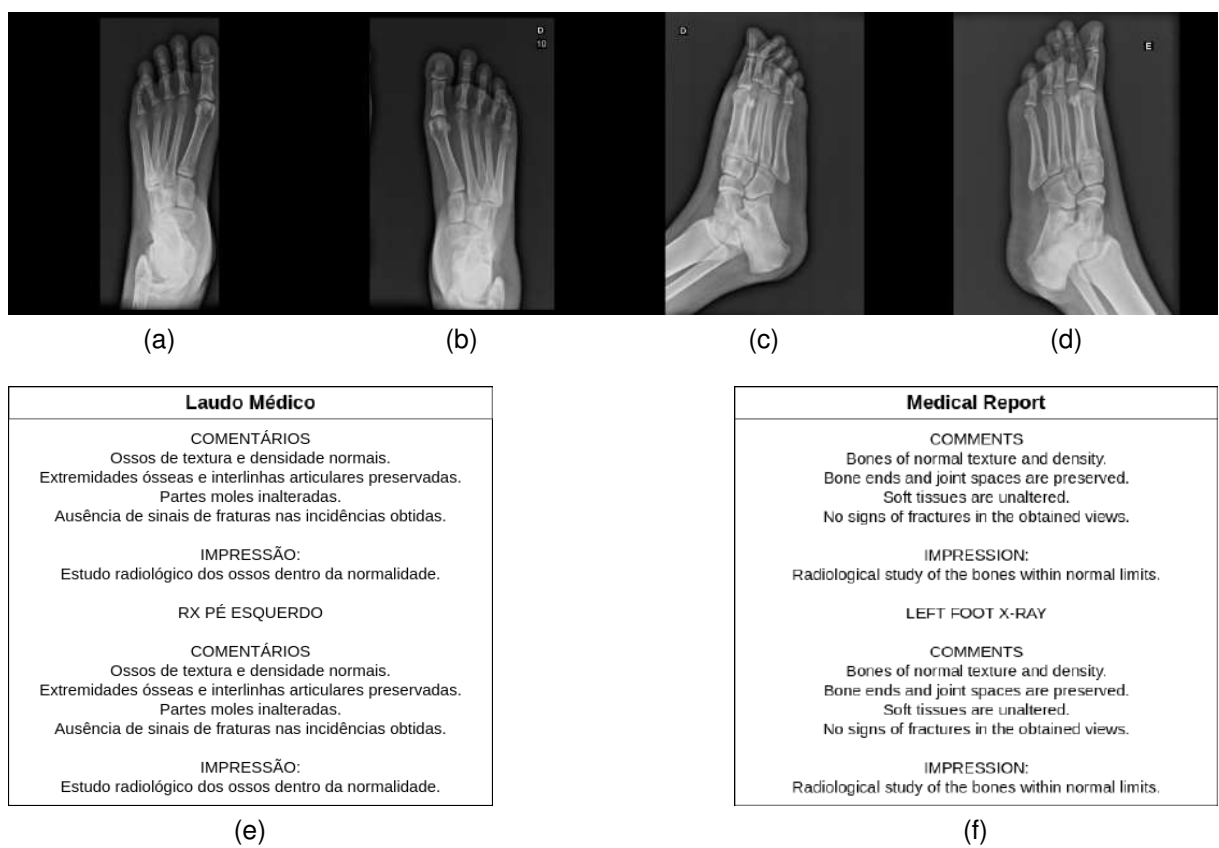 D
10
D
E
(a)
(b)
(c)
(d)
Laudo Médico
COMENTÁRIOS
Ossos de textura e densidade normais.
Extremidades ósseas e interlinhas articulares preservadas.
Partes moles inalteradas.
Ausência de sinais de fraturas nas incidências obtidas.
IMPRESSÃO:
Estudo radiológico dos ossos dentro da normalidade.
RX PÉ ESQUERDO
COMENTÁRIOS
Ossos de textura e densidade normais.
Extremidades ósseas e interlinhas articulares preservadas.
Partes moles inalteradas.
Ausência de sinais de fraturas nas incidências obtidas.
IMPRESSÃO:
Estudo radiológico dos ossos dentro da normalidade.
(e)
Medical Report
COMMENTS
Bones of normal texture and density.
Bone ends and joint spaces are preserved.
Soft tissues are unaltered.
No signs of fractures in the obtained views.
IMPRESSION:
Radiological study of the bones within normal limits.
LEFT FOOT X-RAY
COMMENTS
Bones of normal texture and density.
Bone ends and joint spaces are preserved.
Soft tissues are unaltered.
No signs of fractures in the obtained views.
IMPRESSION:
Radiological study of the bones within normal limits.
(f)